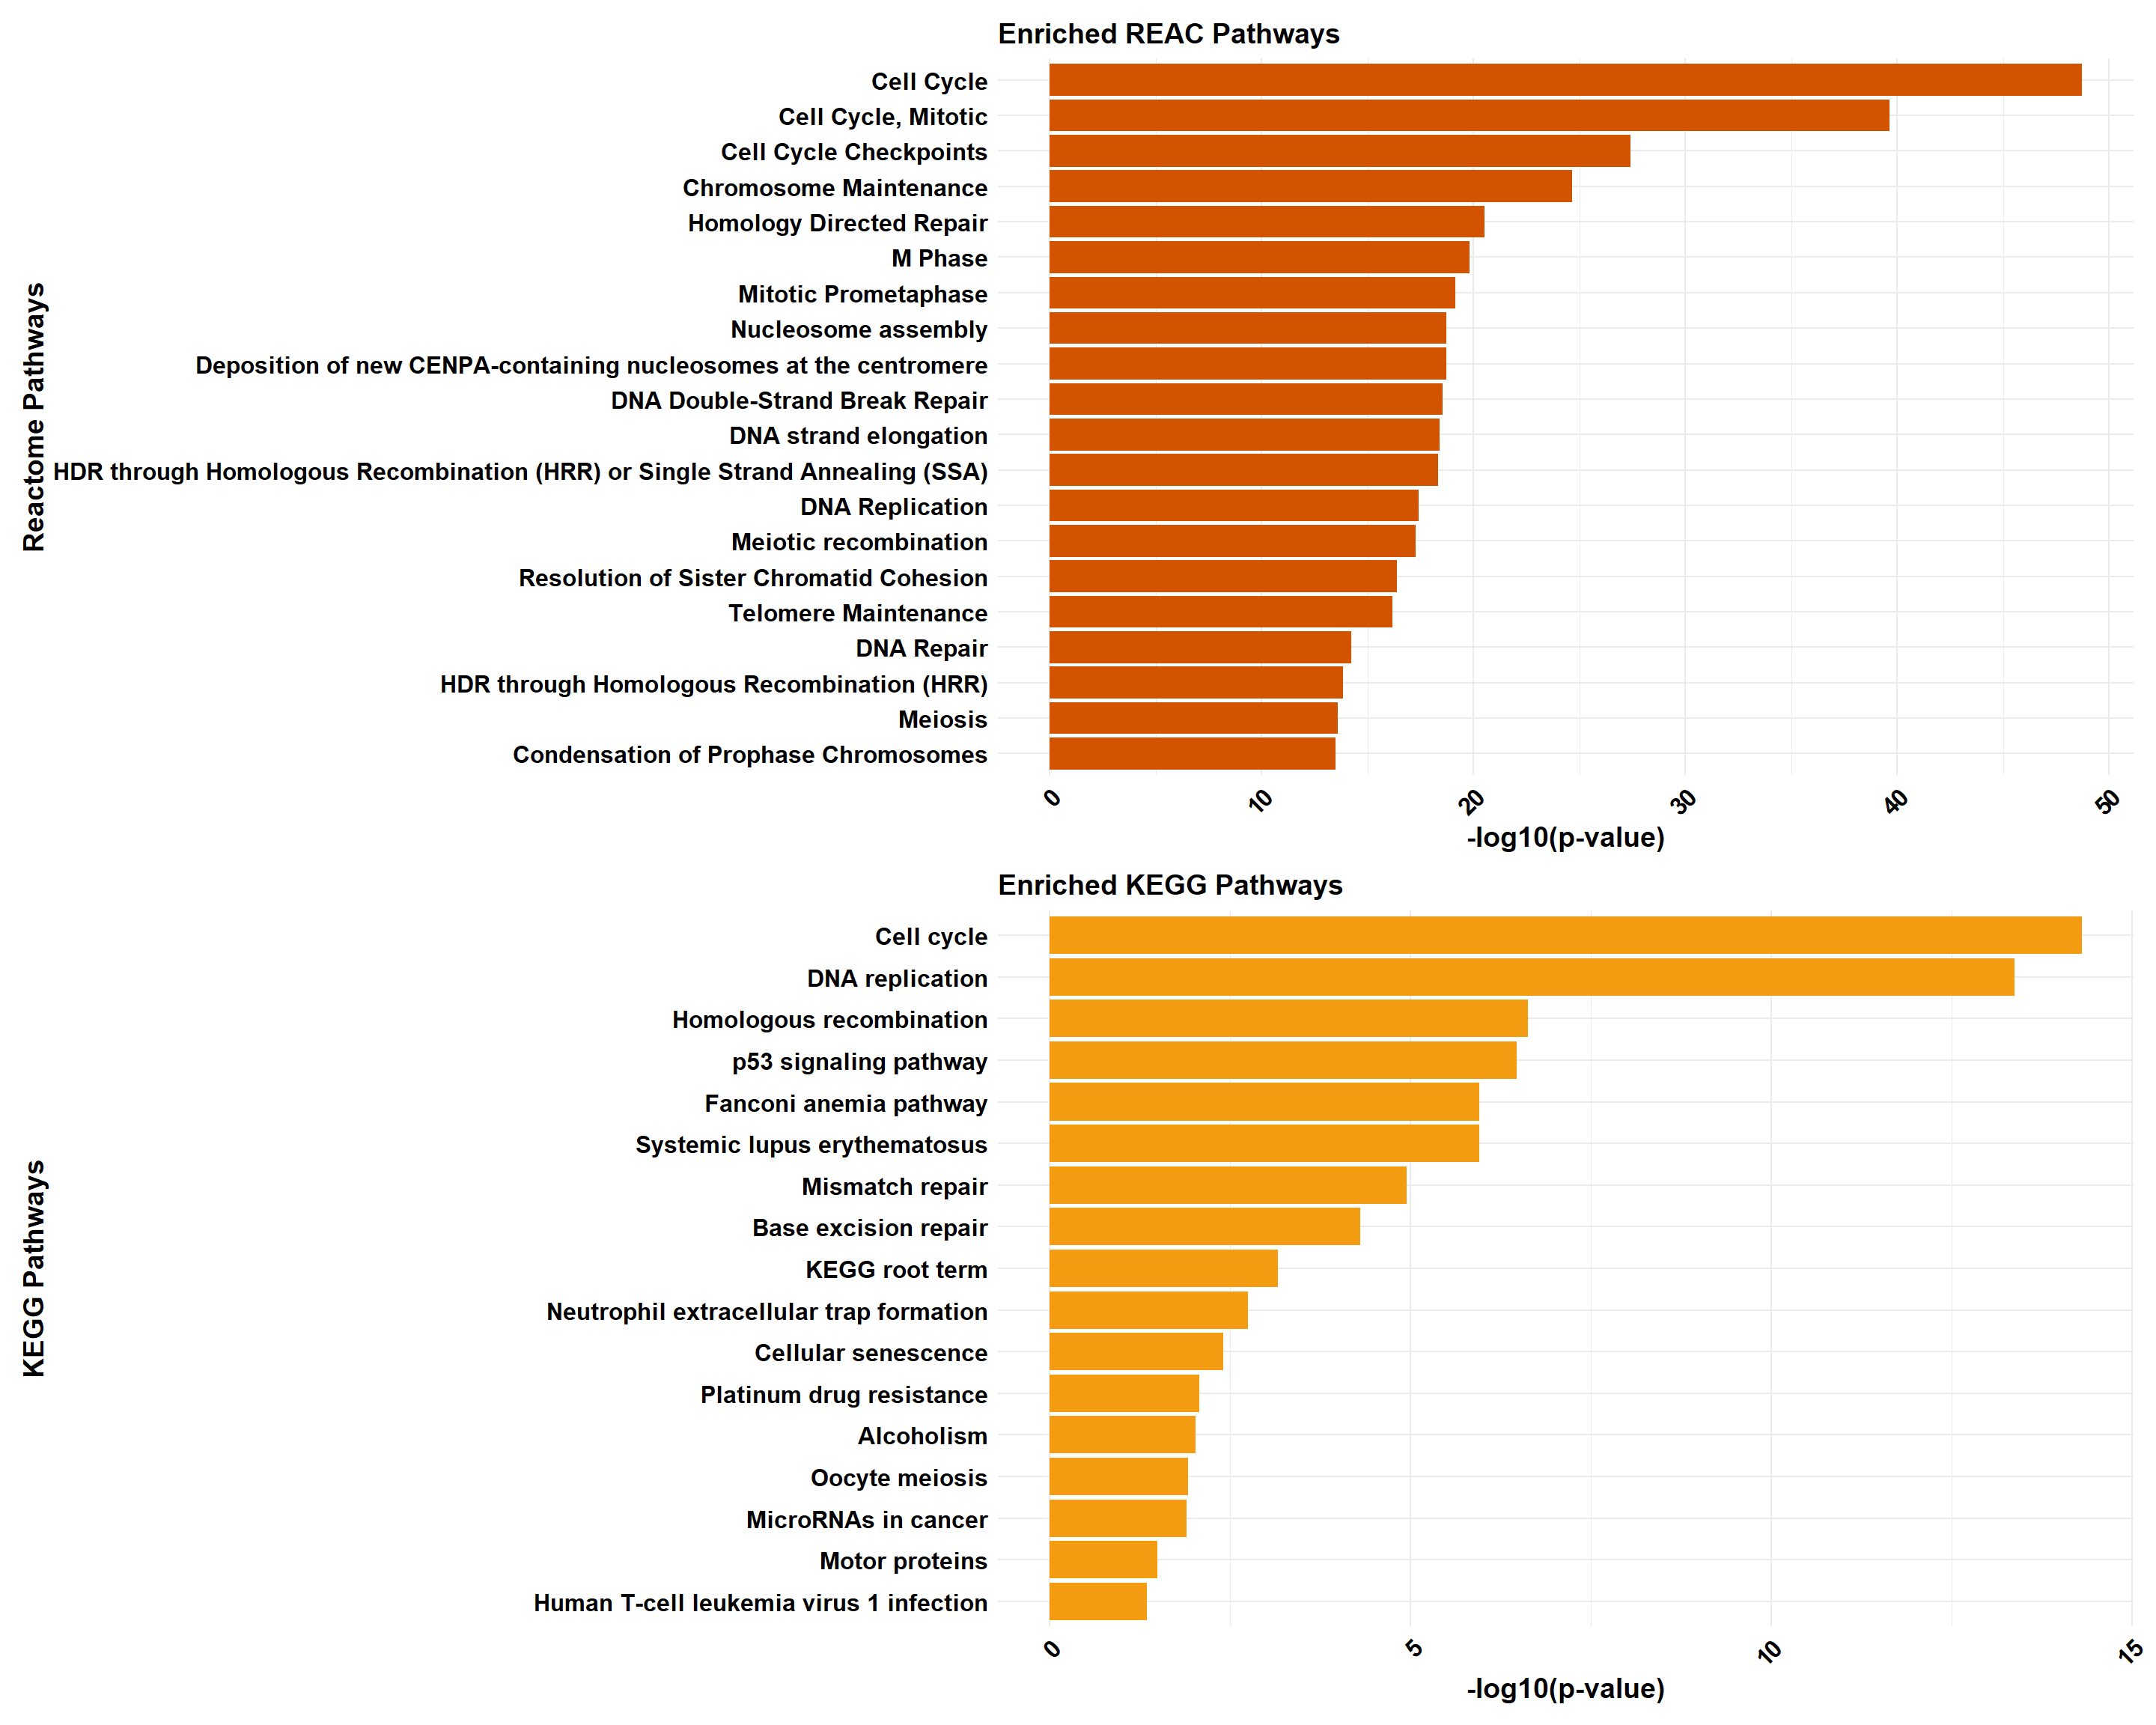 Enriched REAC Pathways
Reactome Pathways
Cell Cycle
Cell Cycle, Mitotic
Cell Cycle Checkpoints
Chromosome Maintenance
Homology Directed Repair
M Phase
Mitotic Prometaphase
Nucleosome assembly
Deposition of new CENPA-containing nucleosomes at the centromere
DNA Double-Strand Break Repair
DNA strand elongation
HDR through Homologous Recombination (HRR) or Single Strand Annealing (SSA)
DNA Replication
Meiotic recombination
Resolution of Sister Chromatid Cohesion
Telomere Maintenance
DNA Repair
HDR through Homologous Recombination (HRR)
Meiosis
Condensation of Prophase Chromosomes
0 10 20 30 40 50
-log10(p-value)
Enriched KEGG Pathways
KEGG Pathways
Cell cycle
DNA replication
Homologous recombination
p53 signaling pathway
Fanconi anemia pathway
Systemic lupus erythematosus
Mismatch repair
Base excision repair
KEGG root term
Neutrophil extracellular trap formation
Cellular senescence
Platinum drug resistance
Alcoholism
Oocyte meiosis
MicroRNAs in cancer
Motor proteins
Human T-cell leukemia virus 1 infection
0 5 10 15
-log10(p-value)